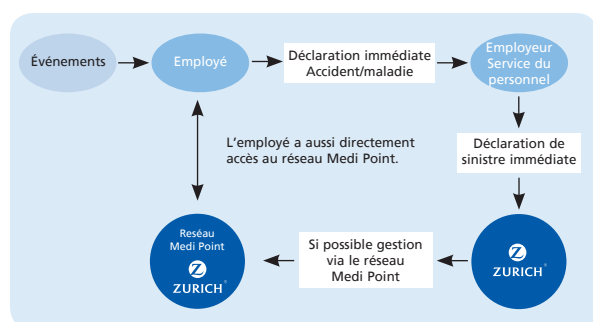 Événements
Employé
Déclaration immédiate
Accident/maladie
Employeur
Service du
personnel
L'employé a aussi directement
accès au réseau Medi Point.
Déclaration de
sinistre immédiate
Reséau
Medi Point
ZURICH
Si possible gestion
via le réseau
Medi Point
ZURICH